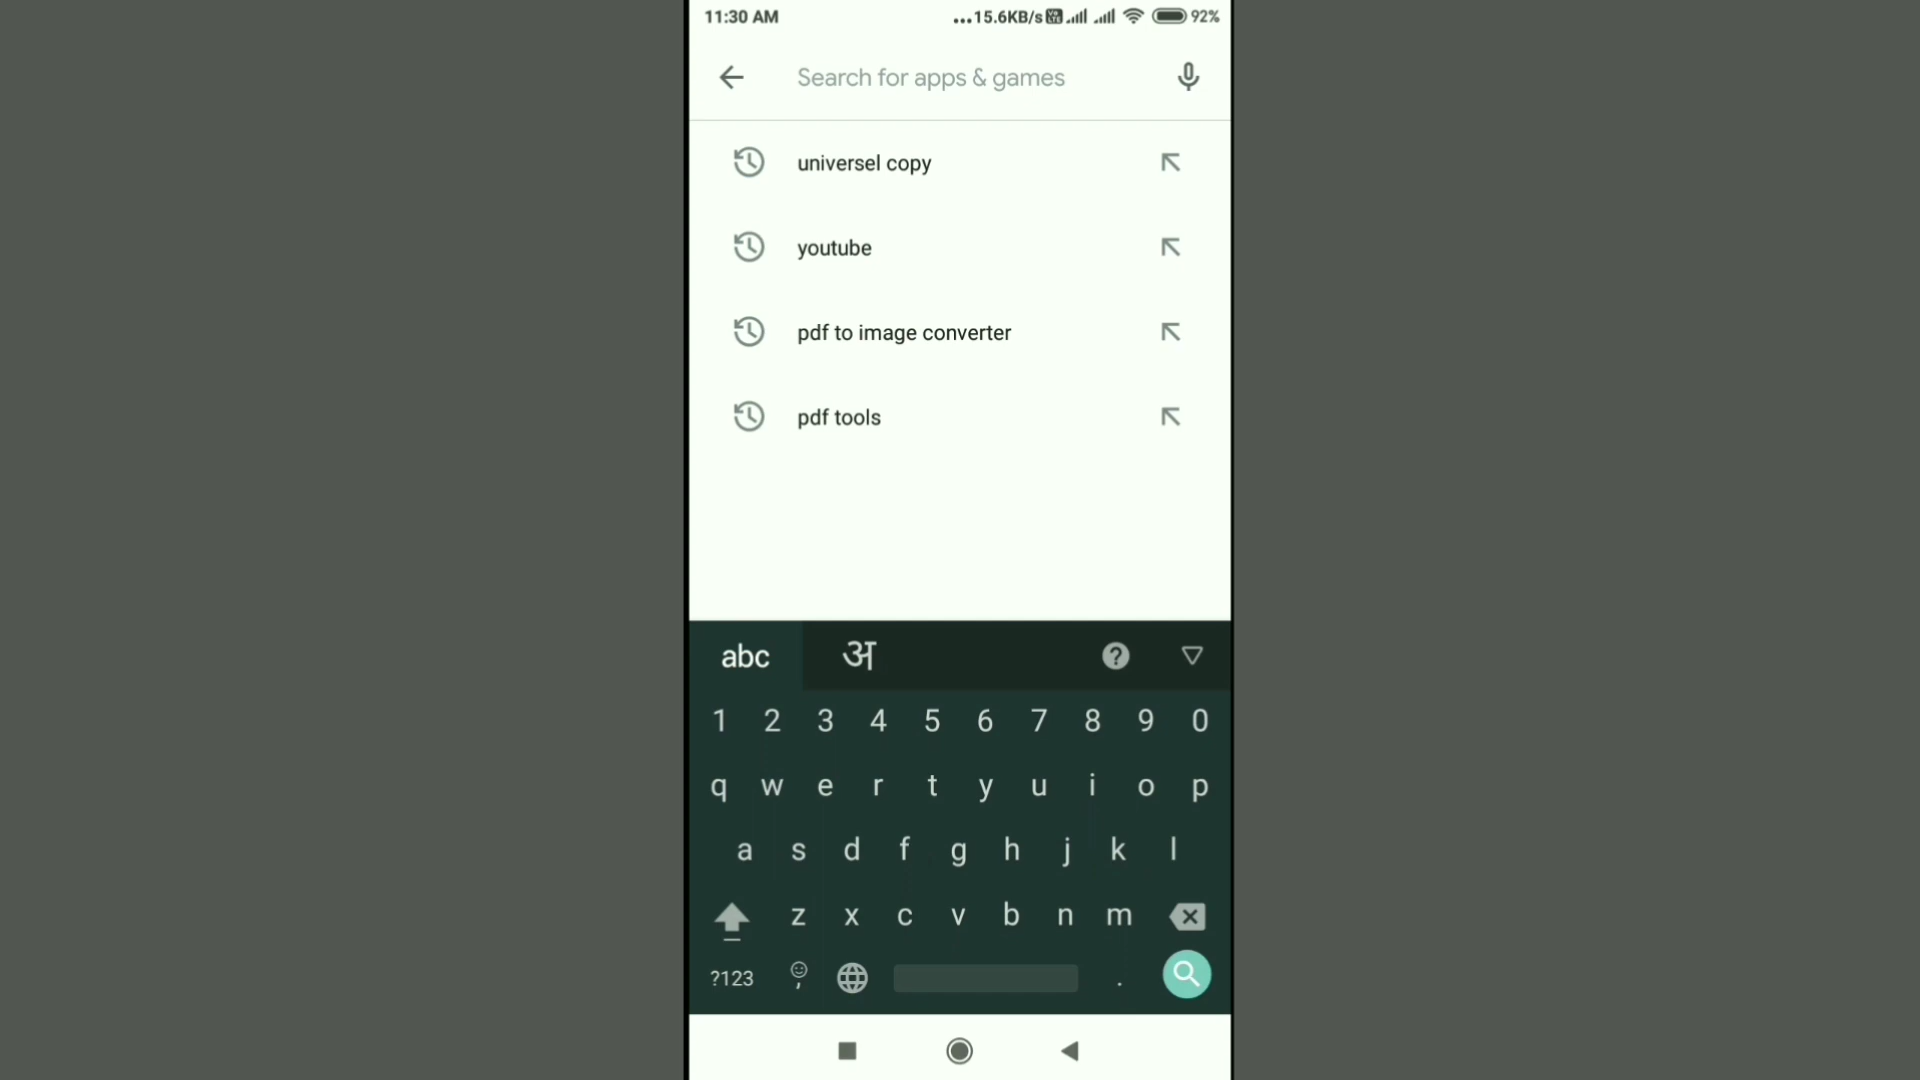 11:30 AM ...15.6KB/s 92%
Search for apps & games
universel copy
youtube
pdf to image converter
pdf tools
abc अ ?
1 2 3 4 5 6 7 8 9 0
q w e r t y u i o p
a s d f g h j k l
z x c v b n m
?123 , .